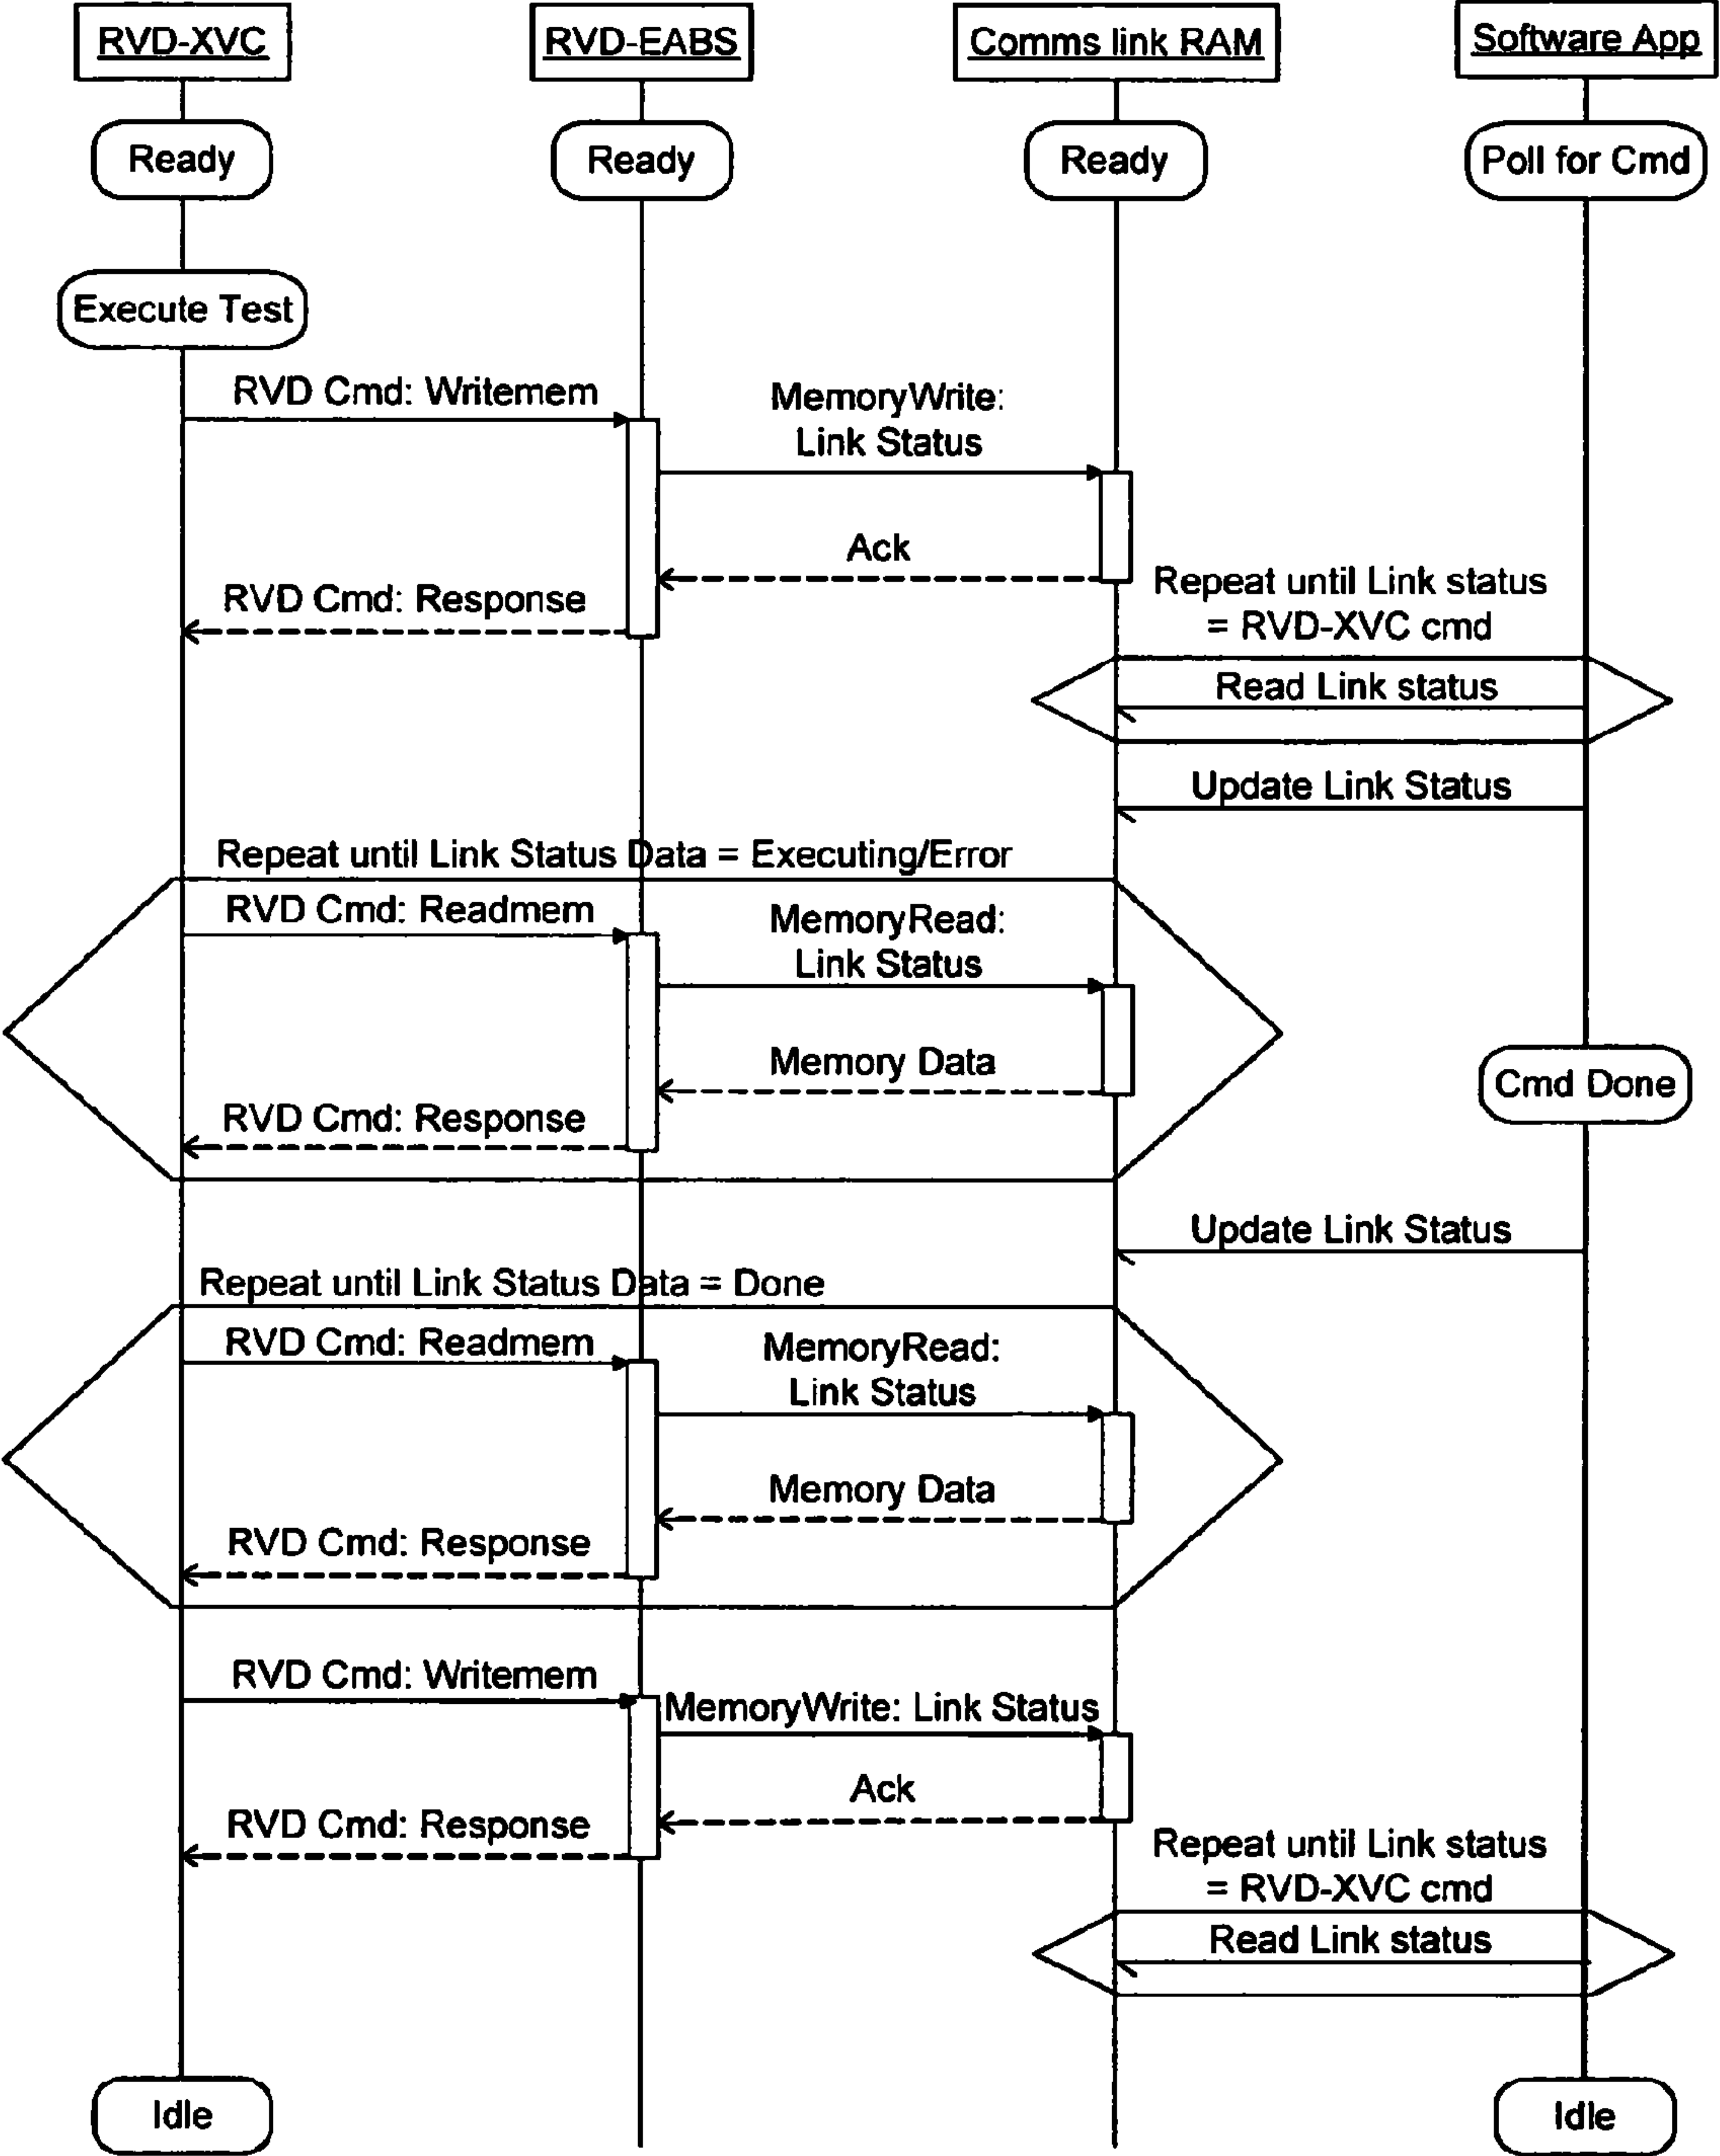 RVD-XVC
RVD-EABS
Comms link RAM
Software App
Ready
Ready
Ready
Poll for Cmd
Execute Test
RVD Cmd: Writemem
MemoryWrite:
Link Status
Ack
RVD Cmd: Response
Repeat until Link status
= RVD-XVC cmd
Read Link status
Update Link Status
Repeat until Link Status Data = Executing/Error
RVD Cmd: Readmem
MemoryRead:
Link Status
Memory Data
Cmd Done
RVD Cmd: Response
Update Link Status
Repeat until Link Status Data = Done
RVD Cmd: Readmem
MemoryRead:
Link Status
Memory Data
RVD Cmd: Response
RVD Cmd: Writemem
MemoryWrite: Link Status
Ack
RVD Cmd: Response
Repeat until Link status
= RVD-XVC cmd
Read Link status
Idle
Idle